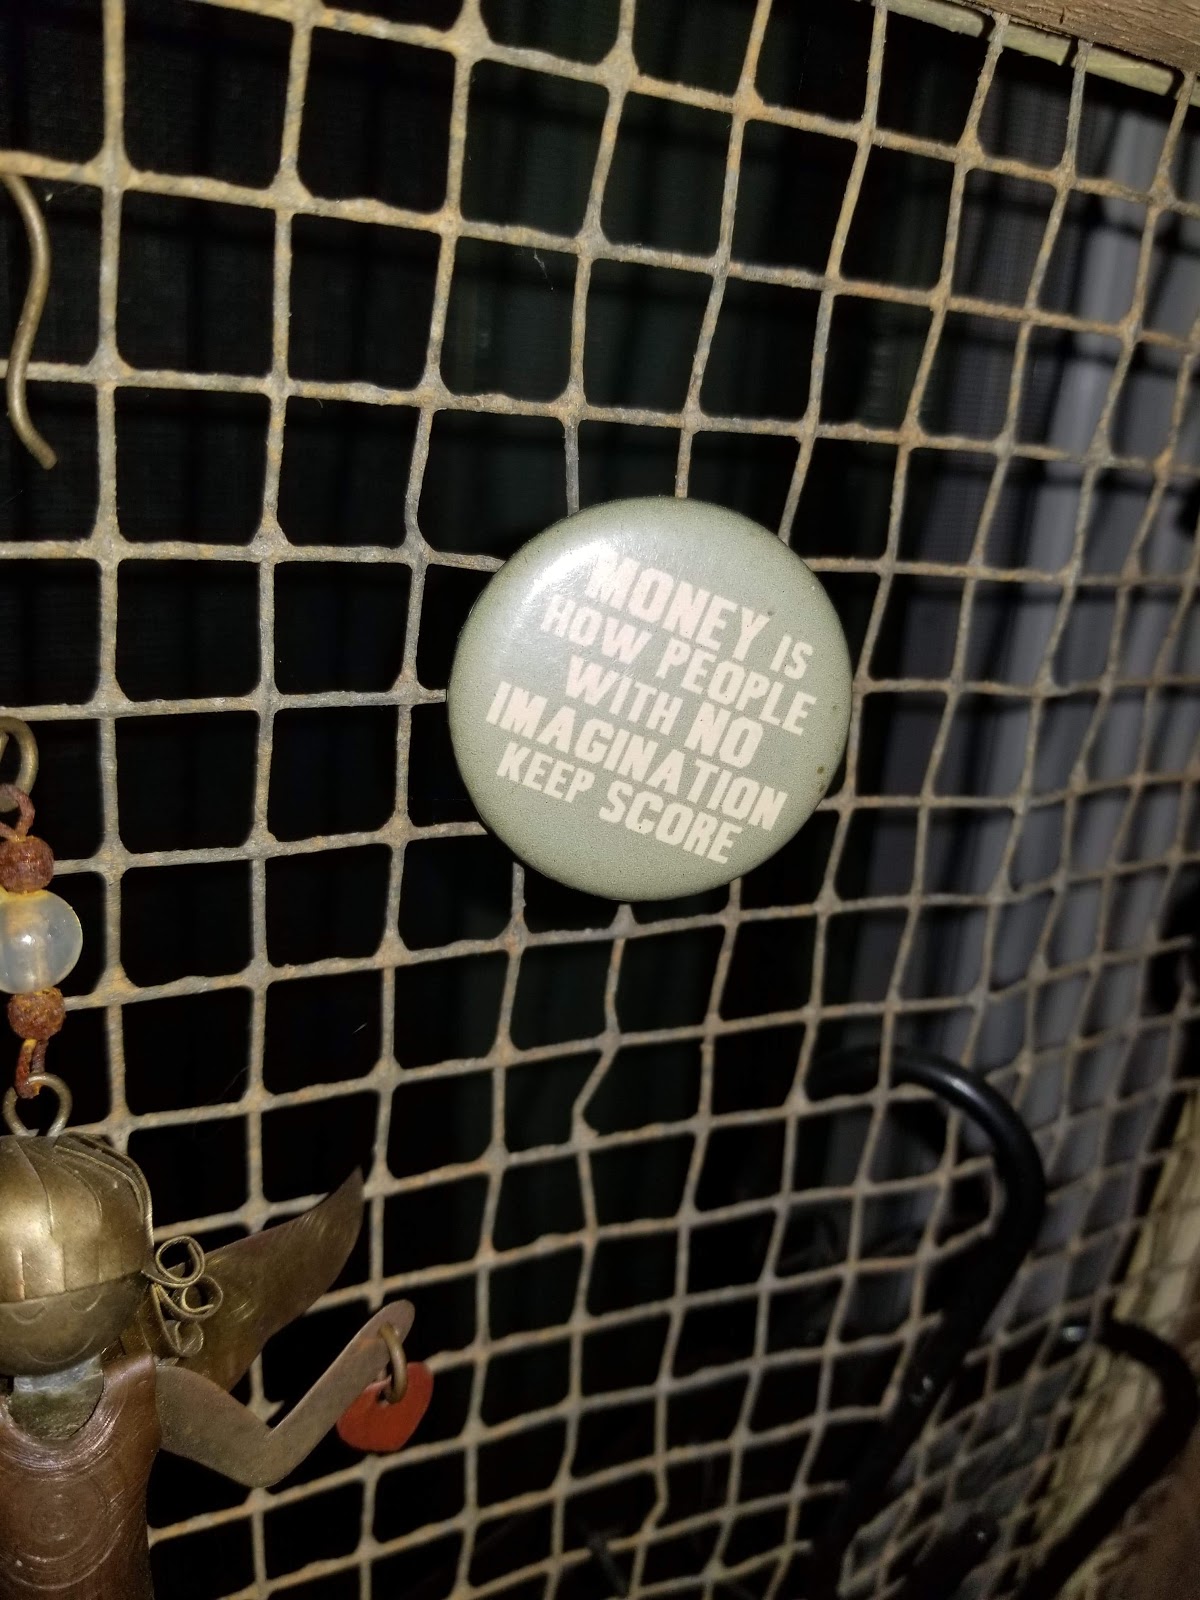 MONEY IS
HOW PEOPLE
WITH NO
IMAGINATION
KEEP SCORE